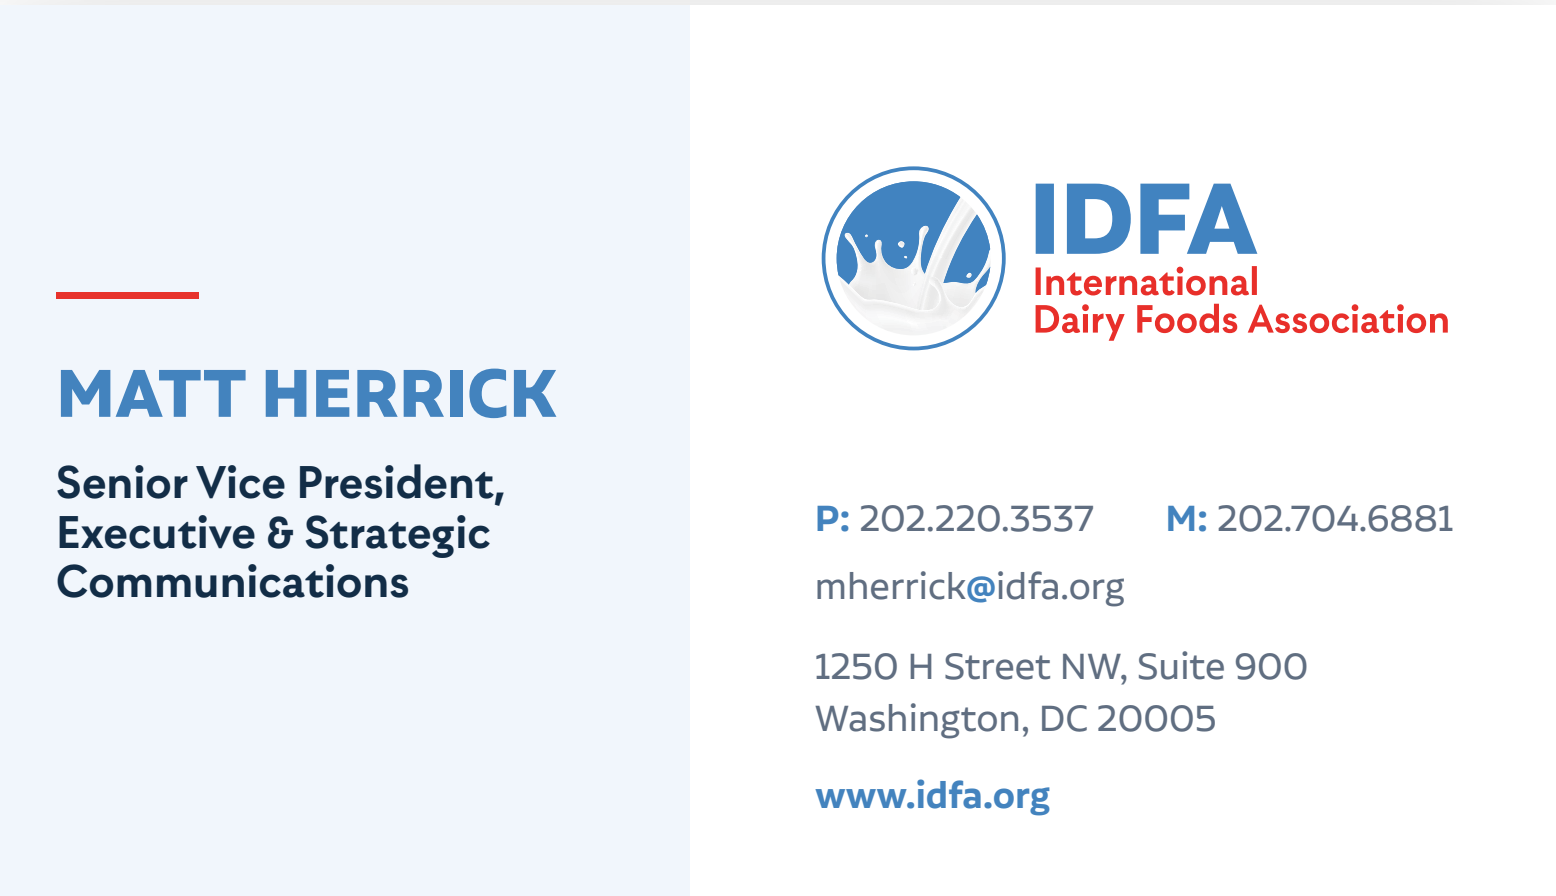 MATT HERRICK
Senior Vice President,
Executive & Strategic
Communications
IDFA
International
Dairy Foods Association
P: 202.220.3537 M: 202.704.6881
mherrick@idfa.org
1250 H Street NW, Suite 900
Washington, DC 20005
www.idfa.org